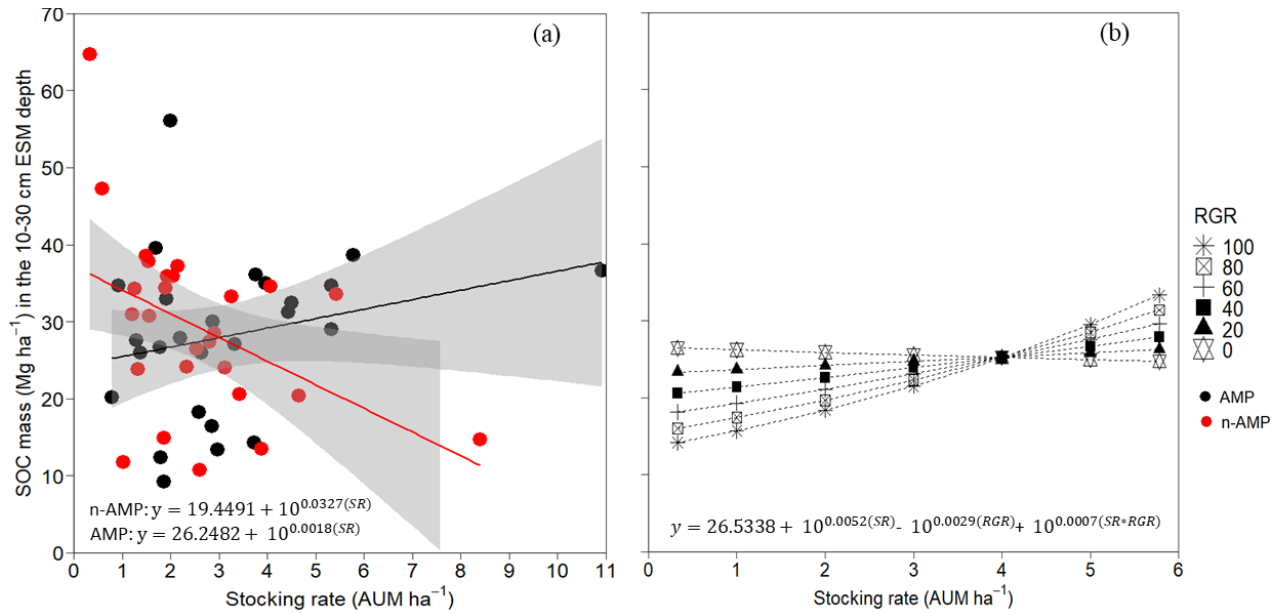 SOC mass (Mg ha⁻¹) in the 10-30 cm ESM depth
70
60
50
40
30
20
10
0
(a)
n-AMP: y = 19.4491 + 10^0.0327(SR)
AMP: y = 26.2482 + 10^0.0018(SR)
0 1 2 3 4 5 6 7 8 9 10 11
Stocking rate (AUM ha⁻¹)
(b)
y = 26.5338 + 10^0.0052(SR) - 10^0.0029(RGR) + 10^0.0007(SR*RGR)
0 1 2 3 4 5 6
Stocking rate (AUM ha⁻¹)
RGR
100
80
60
40
20
0
AMP
n-AMP